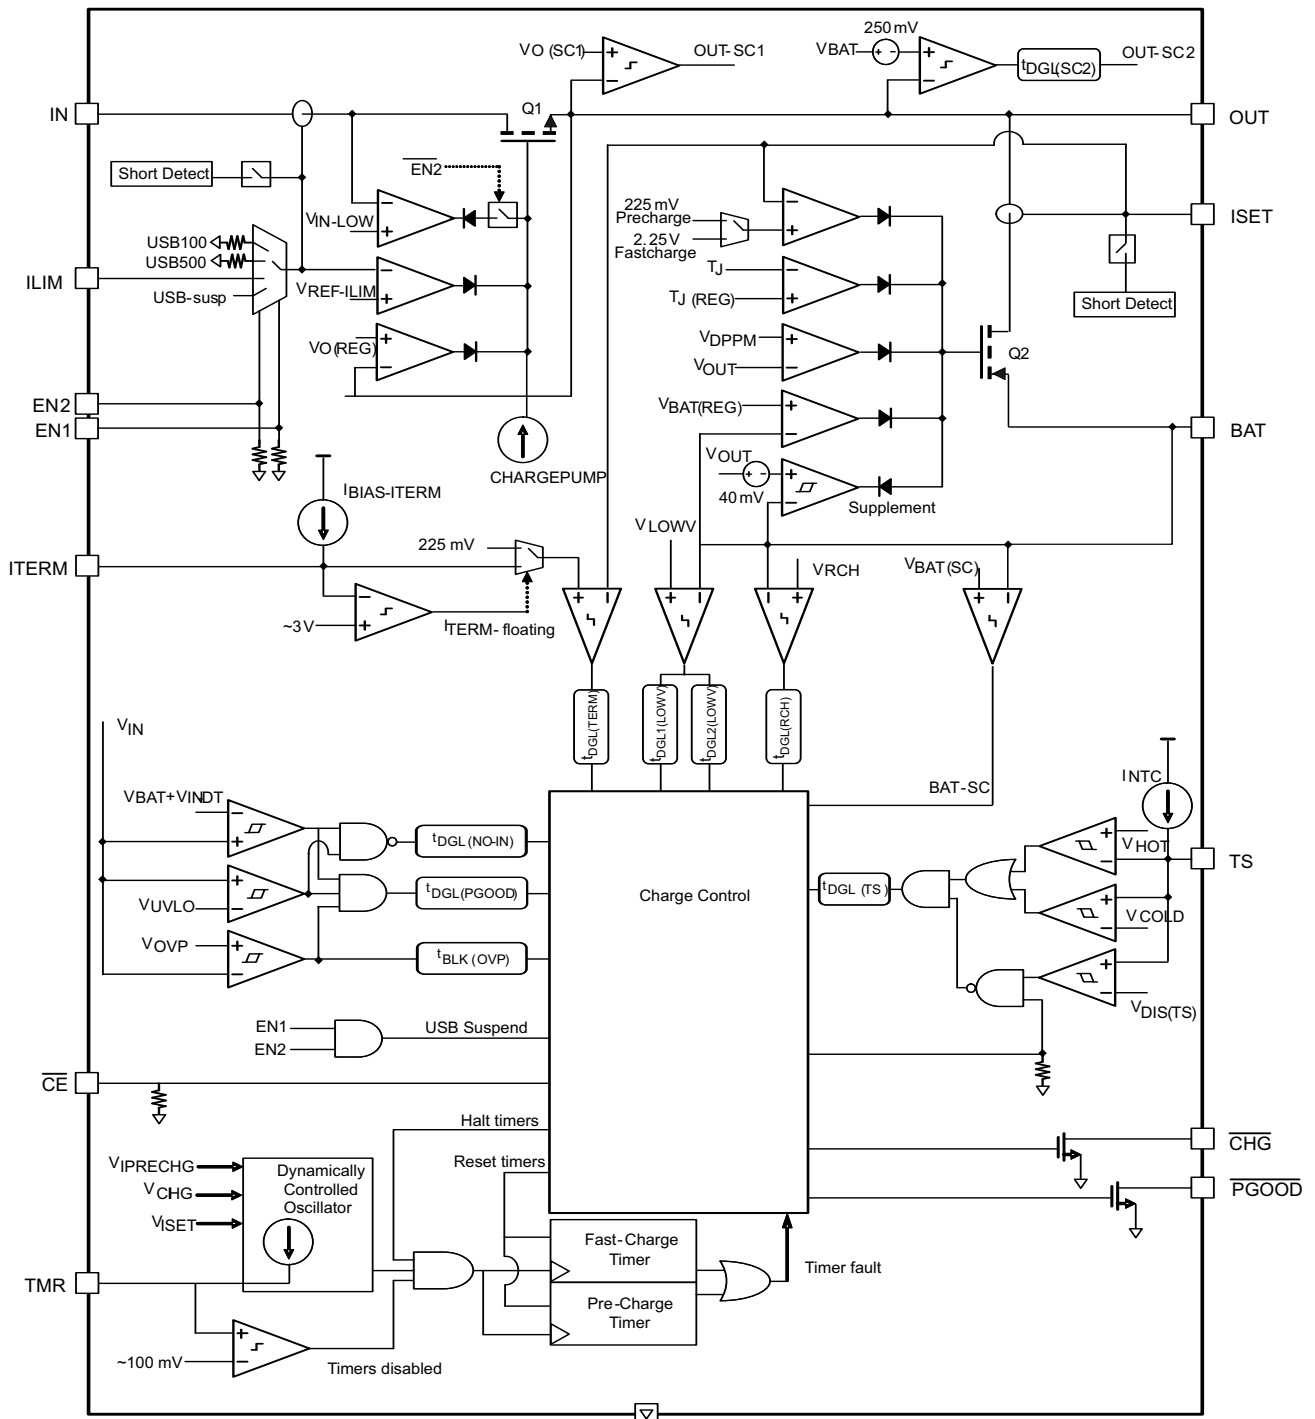 250 mV
VO (SC1)
OUT-SC1
VBAT
tDGL(SC2)
OUT-SC2
IN
Q1
OUT
Short Detect
EN2
VIN-LOW
225 mV
Precharge
2.25V
Fastcharge
ISET
USB100
USB500
ILIM
USB-susp
VREF-ILIM
TJ
TJ (REG)
Short Detect
VO(REG)
VDPPM
VOUT
Q2
EN2
EN1
VBAT(REG)
BAT
CHARGEPUMP
VOUT
40 mV
Supplement
IBIAS-ITERM
VLOWV
225 mV
ITERM
VRCH
VBAT(SC)
~3V
ITERM- floating
tDGL(TERM)
tDGL1(LOWV)
tDGL2(LOWV)
tDGL(RCH)
VIN
BAT-SC
INTC
VBAT+VINDT
tDGL(NO-IN)
VHOT
TS
tDGL(PGOOD)
Charge Control
tDGL (TS)
VUVLO
VCOLD
VOVP
tBLK (OVP)
VDIS(TS)
EN1
EN2
USB Suspend
CE
Halt timers
CHG
Reset timers
PGOOD
VIPRECHG
VCHG
VISET
Dynamically
Controlled
Oscillator
Fast-Charge
Timer
Timer fault
TMR
Pre-Charge
Timer
~100 mV
Timers disabled